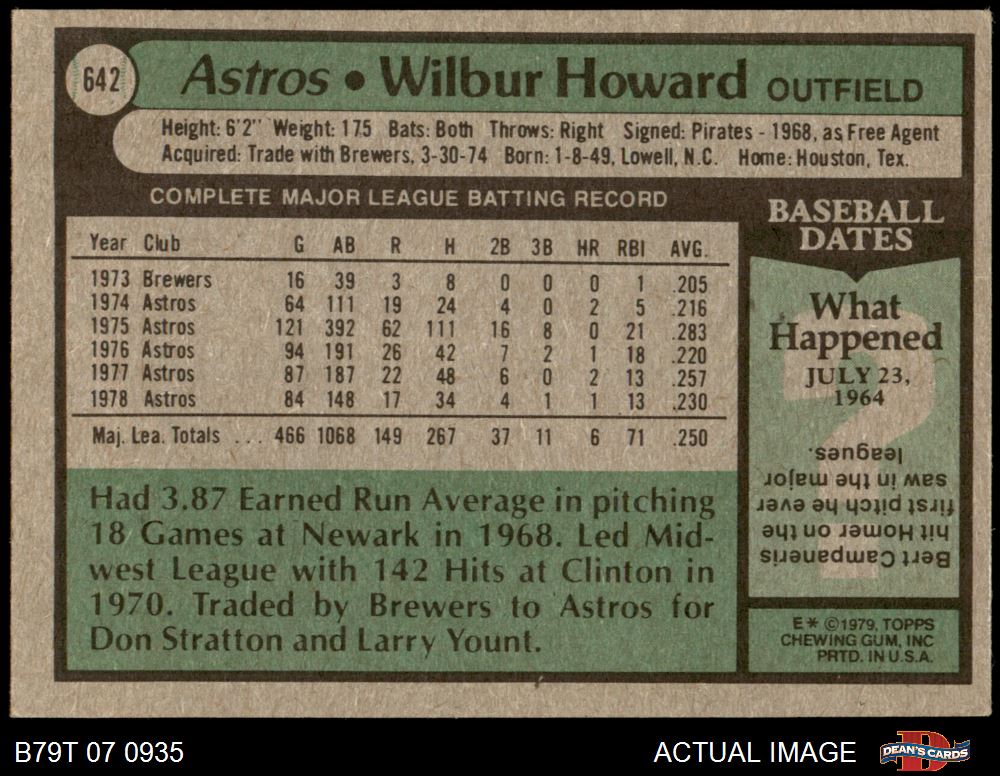 642
Astros • Wilbur Howard OUTFIELD
Height: 6'2" Weight: 175 Bats: Both Throws: Right Signed: Pirates - 1968, as Free Agent
Acquired: Trade with Brewers, 3-30-74 Born: 1-8-49, Lowell, N.C. Home: Houston, Tex.
COMPLETE MAJOR LEAGUE BATTING RECORD
Year Club G AB R H 2B 3B HR RBI AVG.
1973 Brewers 16 39 3 8 0 0 0 1 .205
1974 Astros 64 111 19 24 4 0 2 5 .216
1975 Astros 121 392 62 111 16 8 0 21 .283
1976 Astros 94 191 26 42 7 2 1 18 .220
1977 Astros 87 187 22 48 6 0 2 13 .257
1978 Astros 84 148 17 34 4 1 1 13 .230
Maj. Lea. Totals ... 466 1068 149 267 37 11 6 71 .250
Had 3.87 Earned Run Average in pitching
18 Games at Newark in 1968. Led Mid-
west League with 142 Hits at Clinton in
1970. Traded by Brewers to Astros for
Don Stratton and Larry Yount.
BASEBALL
DATES
What
Happened
JULY 23,
1964
Bert Campaneris
hit Homer on the
first pitch he ever
saw in the major
leagues.
E* ©1979, TOPPS
CHEWING GUM, INC
PRTD. IN U.S.A.
B79T 07 0935
ACTUAL IMAGE
DEAN'S CARDS